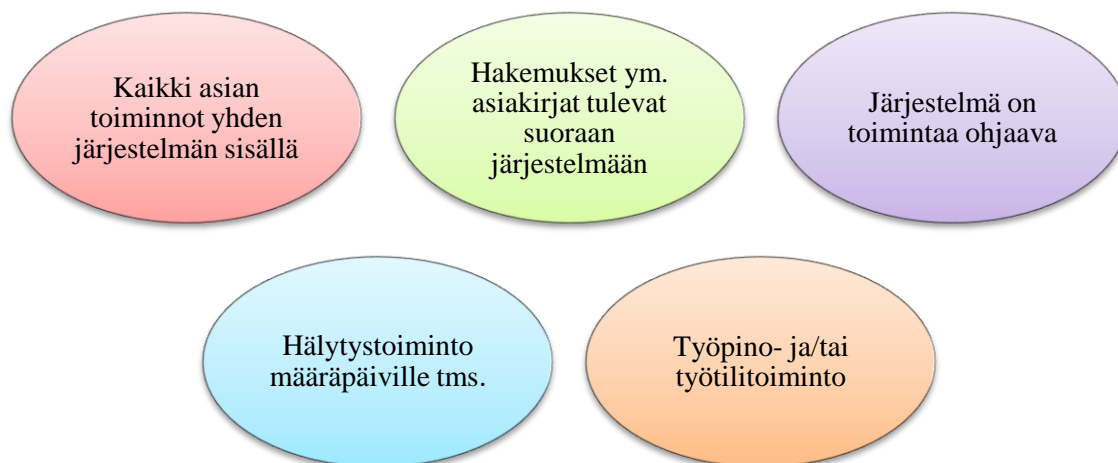 Kaikki asian
toiminnot yhden
järjestelmän sisällä
Hakemukset ym.
asiakirjat tulevat
suoraan
järjestelmään
Järjestelmä on
toimintaa ohjaava
Hälytystoiminto
määräpäiville tms.
Työpino- ja/tai
työtilitoiminto